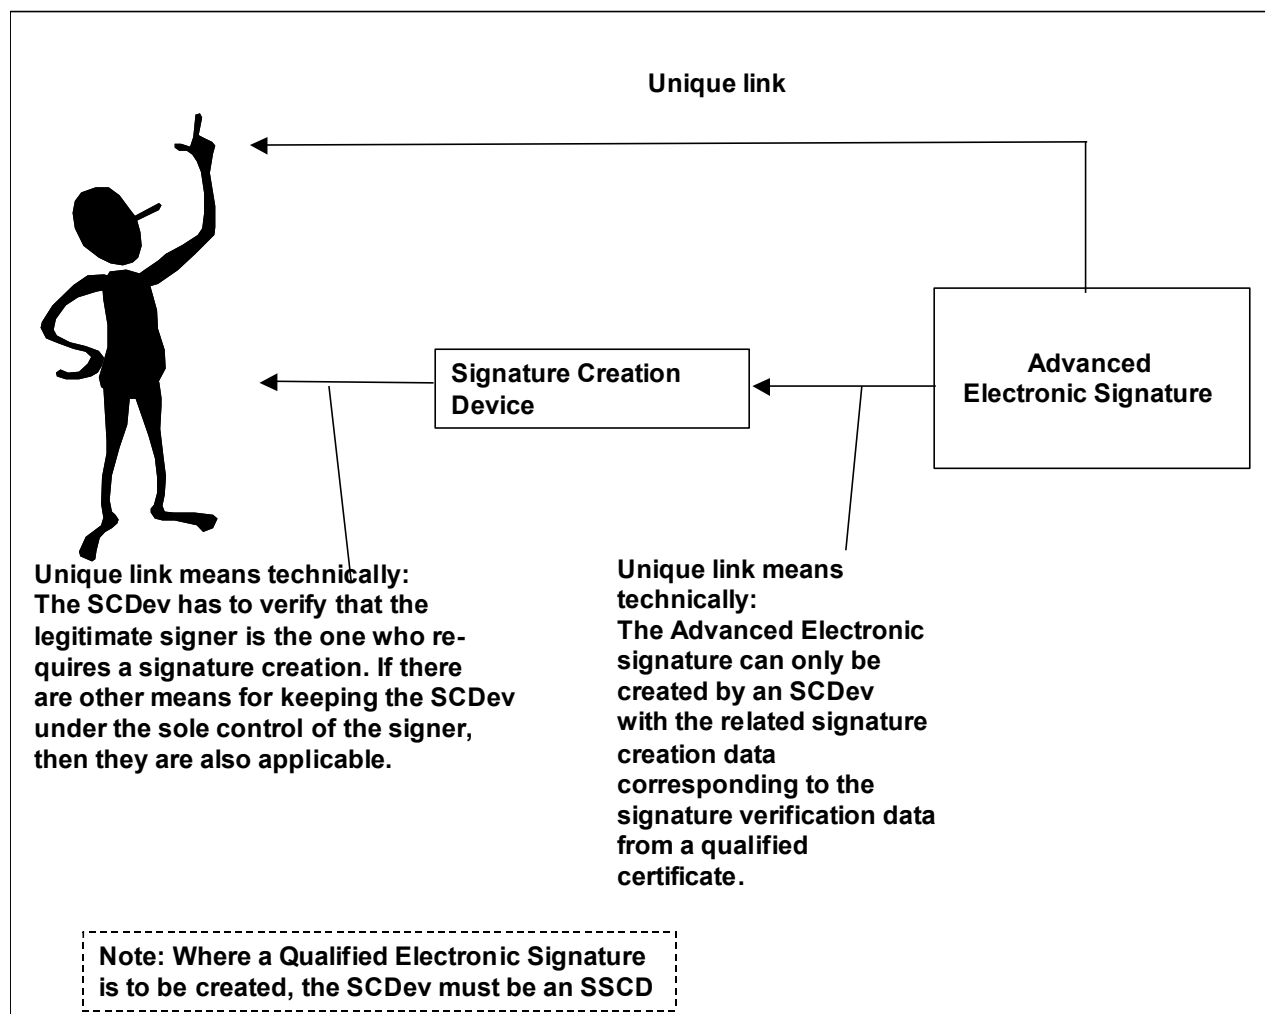 Unique link
Signature Creation
Device
Advanced
Electronic Signature
Unique link means technically:
The SCDev has to verify that the
legitimate signer is the one who re-
quires a signature creation. If there
are other means for keeping the SCDev
under the sole control of the signer,
then they are also applicable.
Unique link means
technically:
The Advanced Electronic
signature can only be
created by an SCDev
with the related signature
creation data
corresponding to the
signature verification data
from a qualified
certificate.
Note: Where a Qualified Electronic Signature
is to be created, the SCDev must be an SSCD